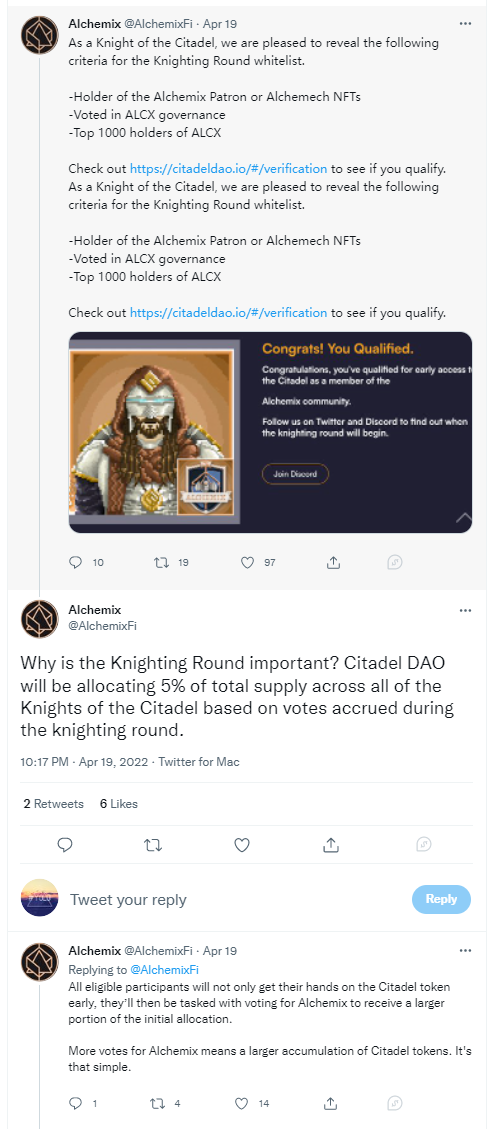 Alchemix @AlchemixFi · Apr 19
As a Knight of the Citadel, we are pleased to reveal the following
criteria for the Knighting Round whitelist.
-Holder of the Alchemix Patron or Alchemech NFTs
-Voted in ALCX governance
-Top 1000 holders of ALCX
Check out https://citadeldao.io/#/verification to see if you qualify.
As a Knight of the Citadel, we are pleased to reveal the following
criteria for the Knighting Round whitelist.
-Holder of the Alchemix Patron or Alchemech NFTs
-Voted in ALCX governance
-Top 1000 holders of ALCX
Check out https://citadeldao.io/#/verification to see if you qualify.
Congrats! You Qualified.
Congratulations, you've qualified for early access t
the Citadel as a member of the
Alchemix community.
Follow us on Twitter and Discord to find out when
the knighting round will begin.
Join Discord
10 19 97
Alchemix
@AlchemixFi
Why is the Knighting Round important? Citadel DAO
will be allocating 5% of total supply across all of the
Knights of the Citadel based on votes accrued during
the knighting round.
10:17 PM · Apr 19, 2022 · Twitter for Mac
2 Retweets 6 Likes
Tweet your reply
Reply
Alchemix @AlchemixFi · Apr 19
Replying to @AlchemixFi
All eligible participants will not only get their hands on the Citadel token
early, they'll then be tasked with voting for Alchemix to receive a larger
portion of the initial allocation.
More votes for Alchemix means a larger accumulation of Citadel tokens. It's
that simple.
1 4 14